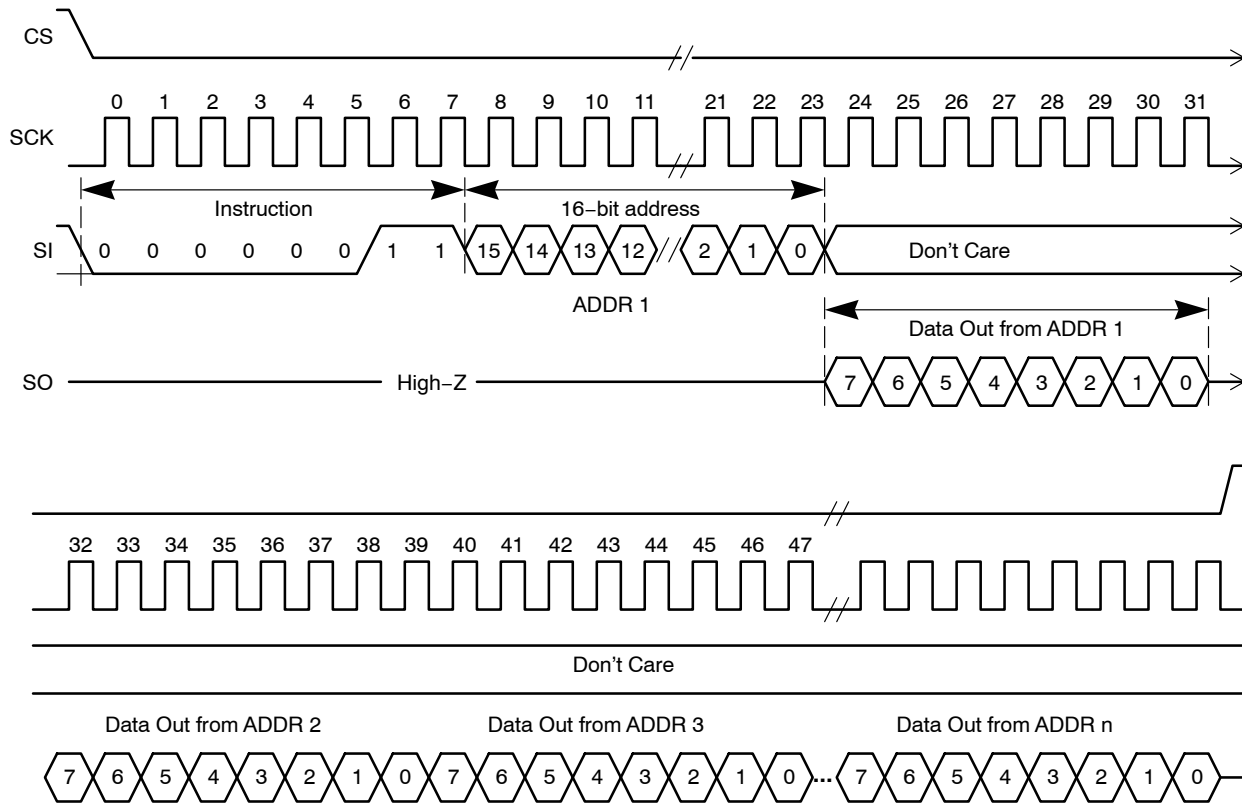 CS
0 1 2 3 4 5 6 7 8 9 10 11 21 22 23 24 25 26 27 28 29 30 31
SCK
Instruction 16−bit address
SI 0 0 0 0 0 0 1 1 15 14 13 12 2 1 0 Don't Care
ADDR 1
Data Out from ADDR 1
SO High−Z 7 6 5 4 3 2 1 0
32 33 34 35 36 37 38 39 40 41 42 43 44 45 46 47
Don't Care
Data Out from ADDR 2 Data Out from ADDR 3 Data Out from ADDR n
7 6 5 4 3 2 1 0 7 6 5 4 3 2 1 0 ... 7 6 5 4 3 2 1 0